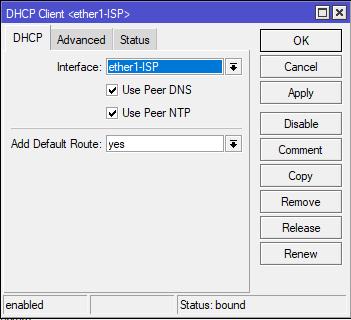 DHCP Client <ether1-ISP>
DHCP Advanced Status
Interface: ether1-ISP
Use Peer DNS
Use Peer NTP
Add Default Route: yes
OK
Cancel
Apply
Disable
Comment
Copy
Remove
Release
Renew
enabled Status: bound